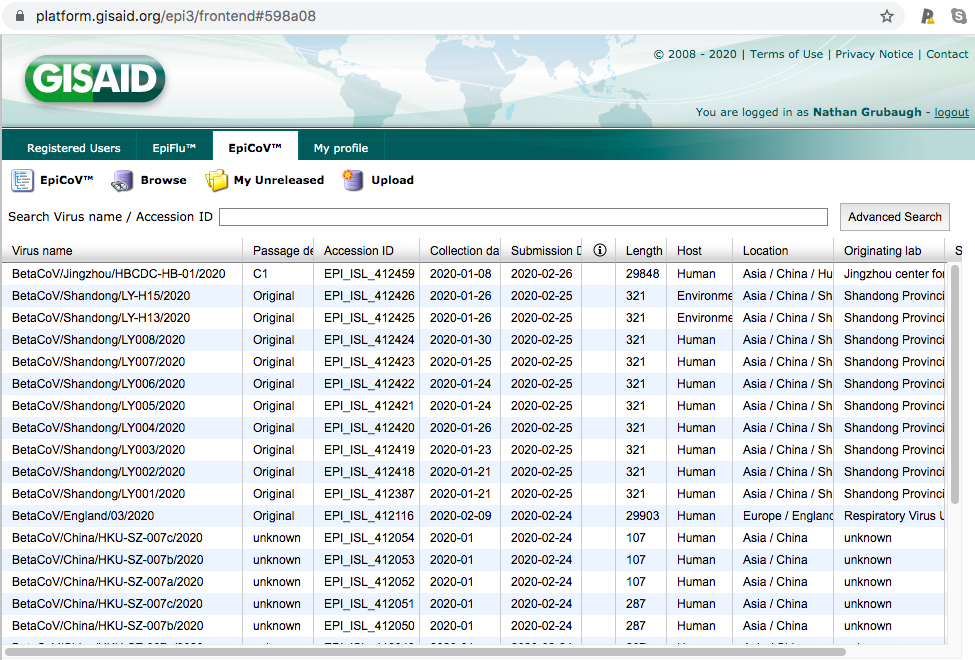 platform.gisaid.org/epi3/frontend#598a08
© 2008 - 2020 | Terms of Use | Privacy Notice | Contact
GISAID
You are logged in as Nathan Grubaugh - logout
Registered Users EpiFlu™ EpiCoV™ My profile
EpiCoV™ Browse My Unreleased Upload
Search Virus name / Accession ID Advanced Search
Virus name Passage de Accession ID Collection da Submission D Length Host Location Originating lab S
BetaCoV/Jingzhou/HBCDC-HB-01/2020 C1 EPI_ISL_412459 2020-01-08 2020-02-26 29848 Human Asia / China / Hu Jingzhou center for
BetaCoV/Shandong/LY-H15/2020 Original EPI_ISL_412426 2020-01-26 2020-02-25 321 Environme Asia / China / Sh Shandong Provinci
BetaCoV/Shandong/LY-H13/2020 Original EPI_ISL_412425 2020-01-26 2020-02-25 321 Environme Asia / China / Sh Shandong Provinci
BetaCoV/Shandong/LY008/2020 Original EPI_ISL_412424 2020-01-30 2020-02-25 321 Human Asia / China / Sh Shandong Provinci
BetaCoV/Shandong/LY007/2020 Original EPI_ISL_412423 2020-01-25 2020-02-25 321 Human Asia / China / Sh Shandong Provinci
BetaCoV/Shandong/LY006/2020 Original EPI_ISL_412422 2020-01-24 2020-02-25 321 Human Asia / China / Sh Shandong Provinci
BetaCoV/Shandong/LY005/2020 Original EPI_ISL_412421 2020-01-24 2020-02-25 321 Human Asia / China / Sh Shandong Provinci
BetaCoV/Shandong/LY004/2020 Original EPI_ISL_412420 2020-01-26 2020-02-25 321 Human Asia / China / Sh Shandong Provinci
BetaCoV/Shandong/LY003/2020 Original EPI_ISL_412419 2020-01-23 2020-02-25 321 Human Asia / China / Sh Shandong Provinci
BetaCoV/Shandong/LY002/2020 Original EPI_ISL_412418 2020-01-21 2020-02-25 321 Human Asia / China / Sh Shandong Provinci
BetaCoV/Shandong/LY001/2020 Original EPI_ISL_412387 2020-01-21 2020-02-25 321 Human Asia / China / Sh Shandong Provinci
BetaCoV/England/03/2020 Original EPI_ISL_412116 2020-02-09 2020-02-24 29903 Human Europe / England Respiratory Virus U
BetaCoV/China/HKU-SZ-007c/2020 unknown EPI_ISL_412054 2020-01 2020-02-24 107 Human Asia / China unknown
BetaCoV/China/HKU-SZ-007b/2020 unknown EPI_ISL_412053 2020-01 2020-02-24 107 Human Asia / China unknown
BetaCoV/China/HKU-SZ-007a/2020 unknown EPI_ISL_412052 2020-01 2020-02-24 107 Human Asia / China unknown
BetaCoV/China/HKU-SZ-007c/2020 unknown EPI_ISL_412051 2020-01 2020-02-24 287 Human Asia / China unknown
BetaCoV/China/HKU-SZ-007b/2020 unknown EPI_ISL_412050 2020-01 2020-02-24 287 Human Asia / China unknown